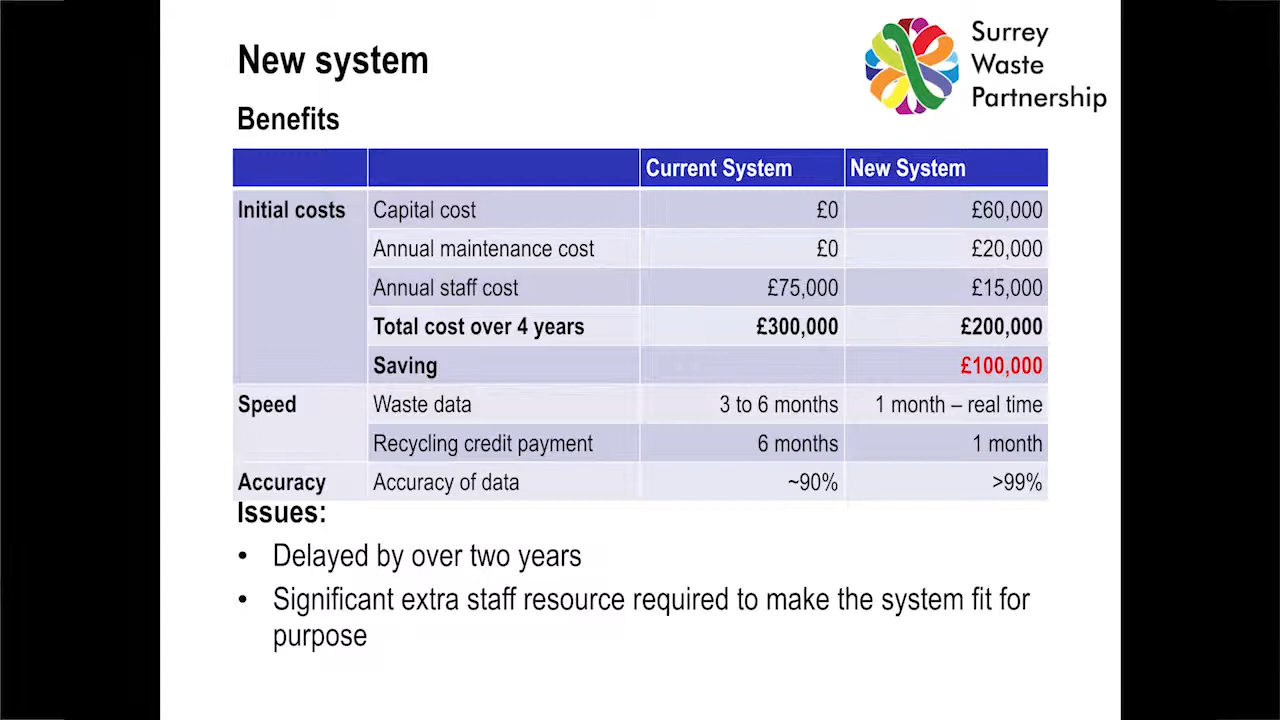 New system
Surrey
Waste
Partnership
Benefits
Current System New System
Initial costs Capital cost £0 £60,000
Annual maintenance cost £0 £20,000
Annual staff cost £75,000 £15,000
Total cost over 4 years £300,000 £200,000
Saving £100,000
Speed Waste data 3 to 6 months 1 month – real time
Recycling credit payment 6 months 1 month
Accuracy Accuracy of data ~90% >99%
Issues:
• Delayed by over two years
• Significant extra staff resource required to make the system fit for
purpose